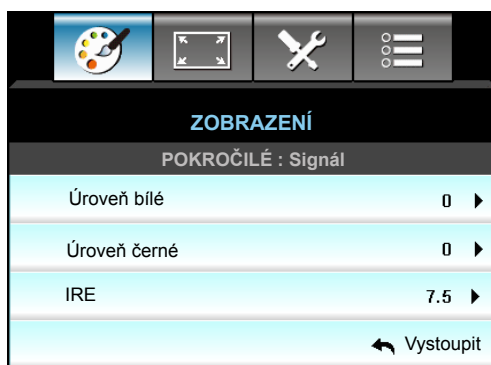 ZOBRAZENÍ
POKROČILÉ : Signál
Úroveň bílé 0
Úroveň černé 0
IRE 7.5
Vystoupit